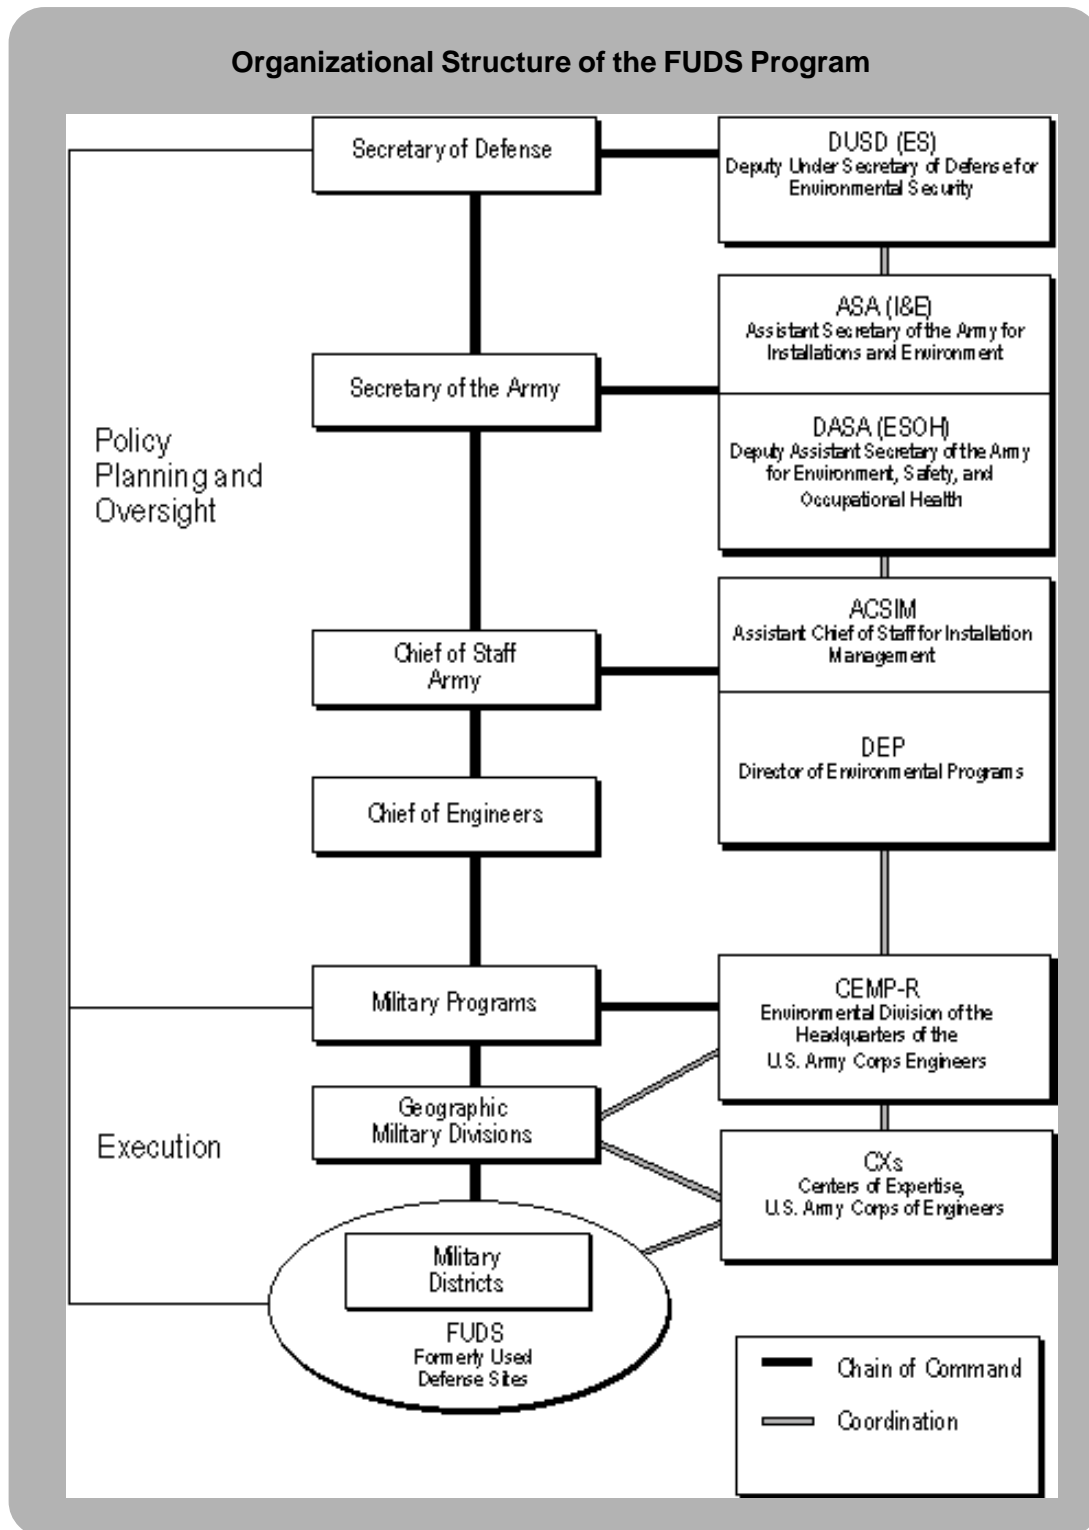 Organizational Structure of the FUDS Program
Secretary of Defense
DUSD (ES)
Deputy Under Secretary of Defense for
Environmental Security
ASA (I&E)
Assistant Secretary of the Army for
Installations and Environment
Secretary of the Army
DASA (ESOH)
Deputy Assistant Secretary of the Army
for Environment, Safety, and
Occupational Health
Policy
Planning and
Oversight
ACSIM
Assistant Chief of Staff for Installation
Management
Chief of Staff
Army
DEP
Director of Environmental Programs
Chief of Engineers
Military Programs
CEMP-R
Environmental Division of the
Headquarters of the
U.S. Army Corps Engineers
Geographic
Military Divisions
Execution
CXs
Centers of Expertise,
U.S. Army Corps of Engineers
Military
Districts
FUDS
Formerly Used
Defense Sites
Chain of Command
Coordination